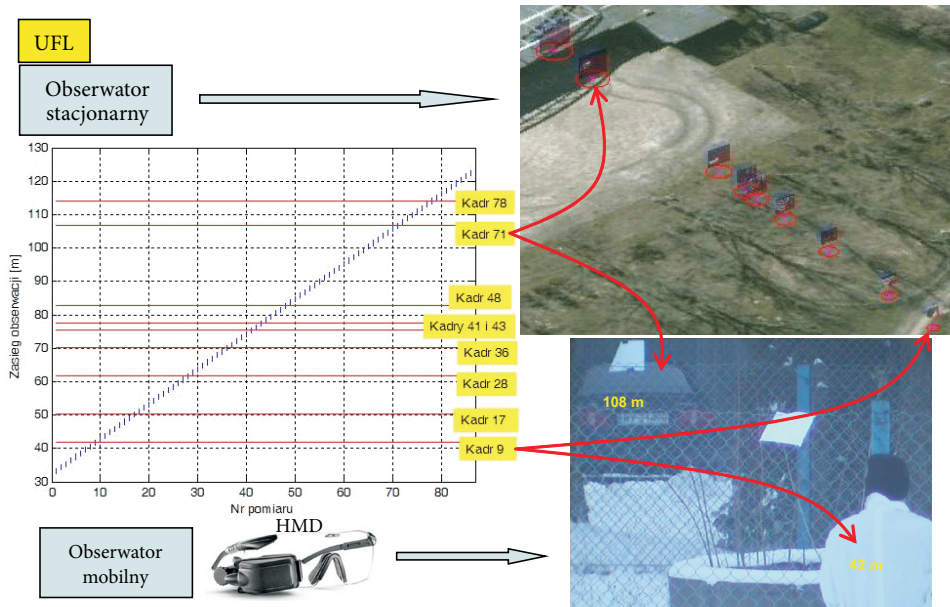 UFL
Obserwator
stacjonarny
130
120
110
100
90
80
70
60
50
40
30
Zasieg obserwacji [m]
0 10 20 30 40 50 60 70 80
Nr pomiaru
Kadr 78
Kadr 71
Kadr 48
Kadry 41 i 43
Kadr 36
Kadr 28
Kadr 17
Kadr 9
108 m
42 m
HMD
Obserwator
mobilny